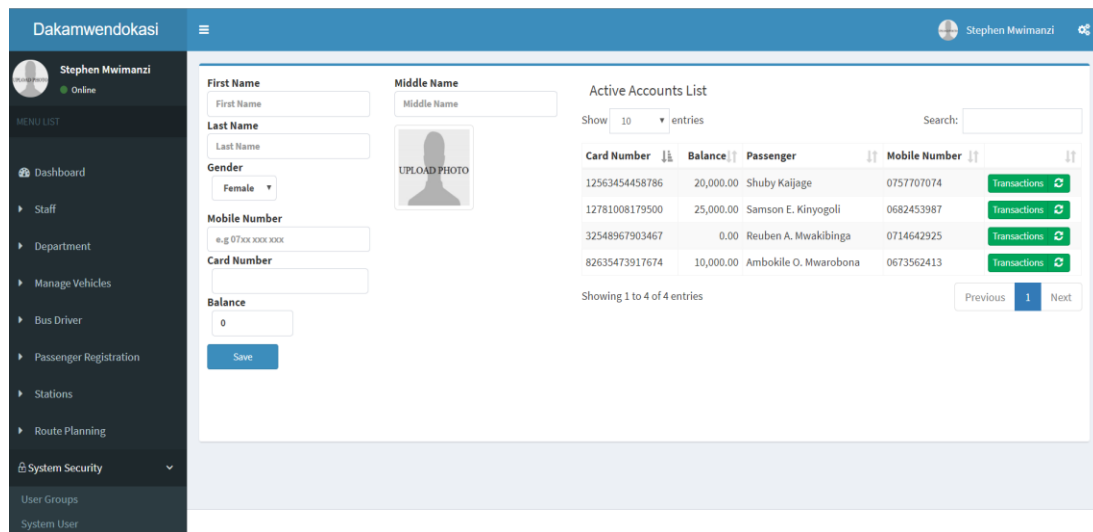 Dakamwendokasi
Stephen Mwimanzi
Stephen Mwimanzi
Online
MENU LIST
Dashboard
Staff
Department
Manage Vehicles
Bus Driver
Passenger Registration
Stations
Route Planning
System Security
User Groups
System User
First Name
First Name
Middle Name
Middle Name
Last Name
Last Name
UPLOAD PHOTO
Gender
Female
Mobile Number
e.g 07xx xxx xxx
Card Number
Balance
0
Save
Active Accounts List
Show 10 entries Search:
Card Number Balance Passenger Mobile Number
12563454458786 20,000.00 Shuby Kaijage 0757707074 Transactions
12781008179500 25,000.00 Samson E. Kinyogoli 0682453987 Transactions
32548967903467 0.00 Reuben A. Mwakibinga 0714642925 Transactions
82635473917674 10,000.00 Ambokile O. Mwarobona 0673562413 Transactions
Showing 1 to 4 of 4 entries Previous 1 Next